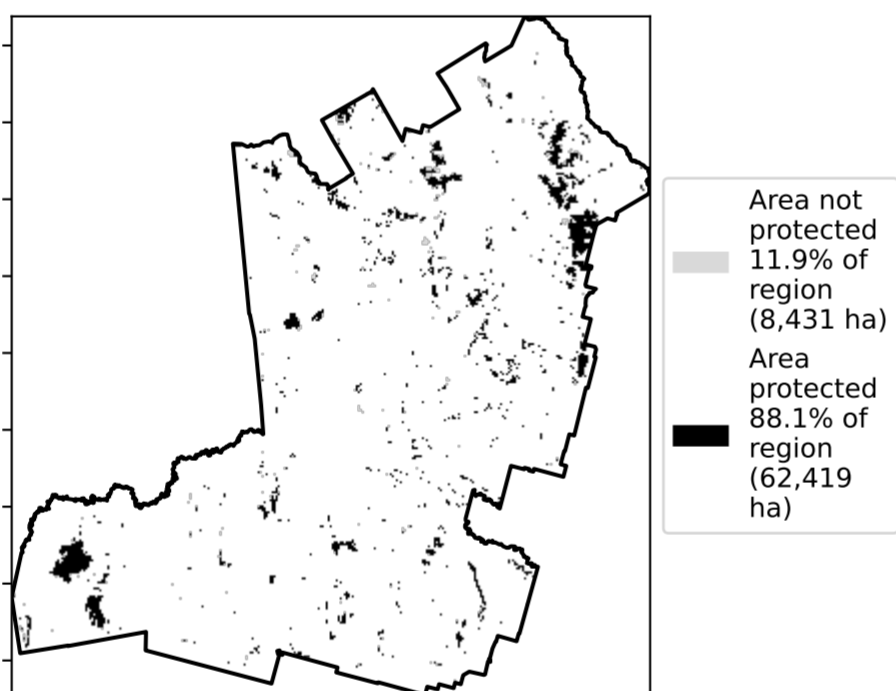 Area not
protected
11.9% of
region
(8,431 ha)
Area
protected
88.1% of
region
(62,419
ha)